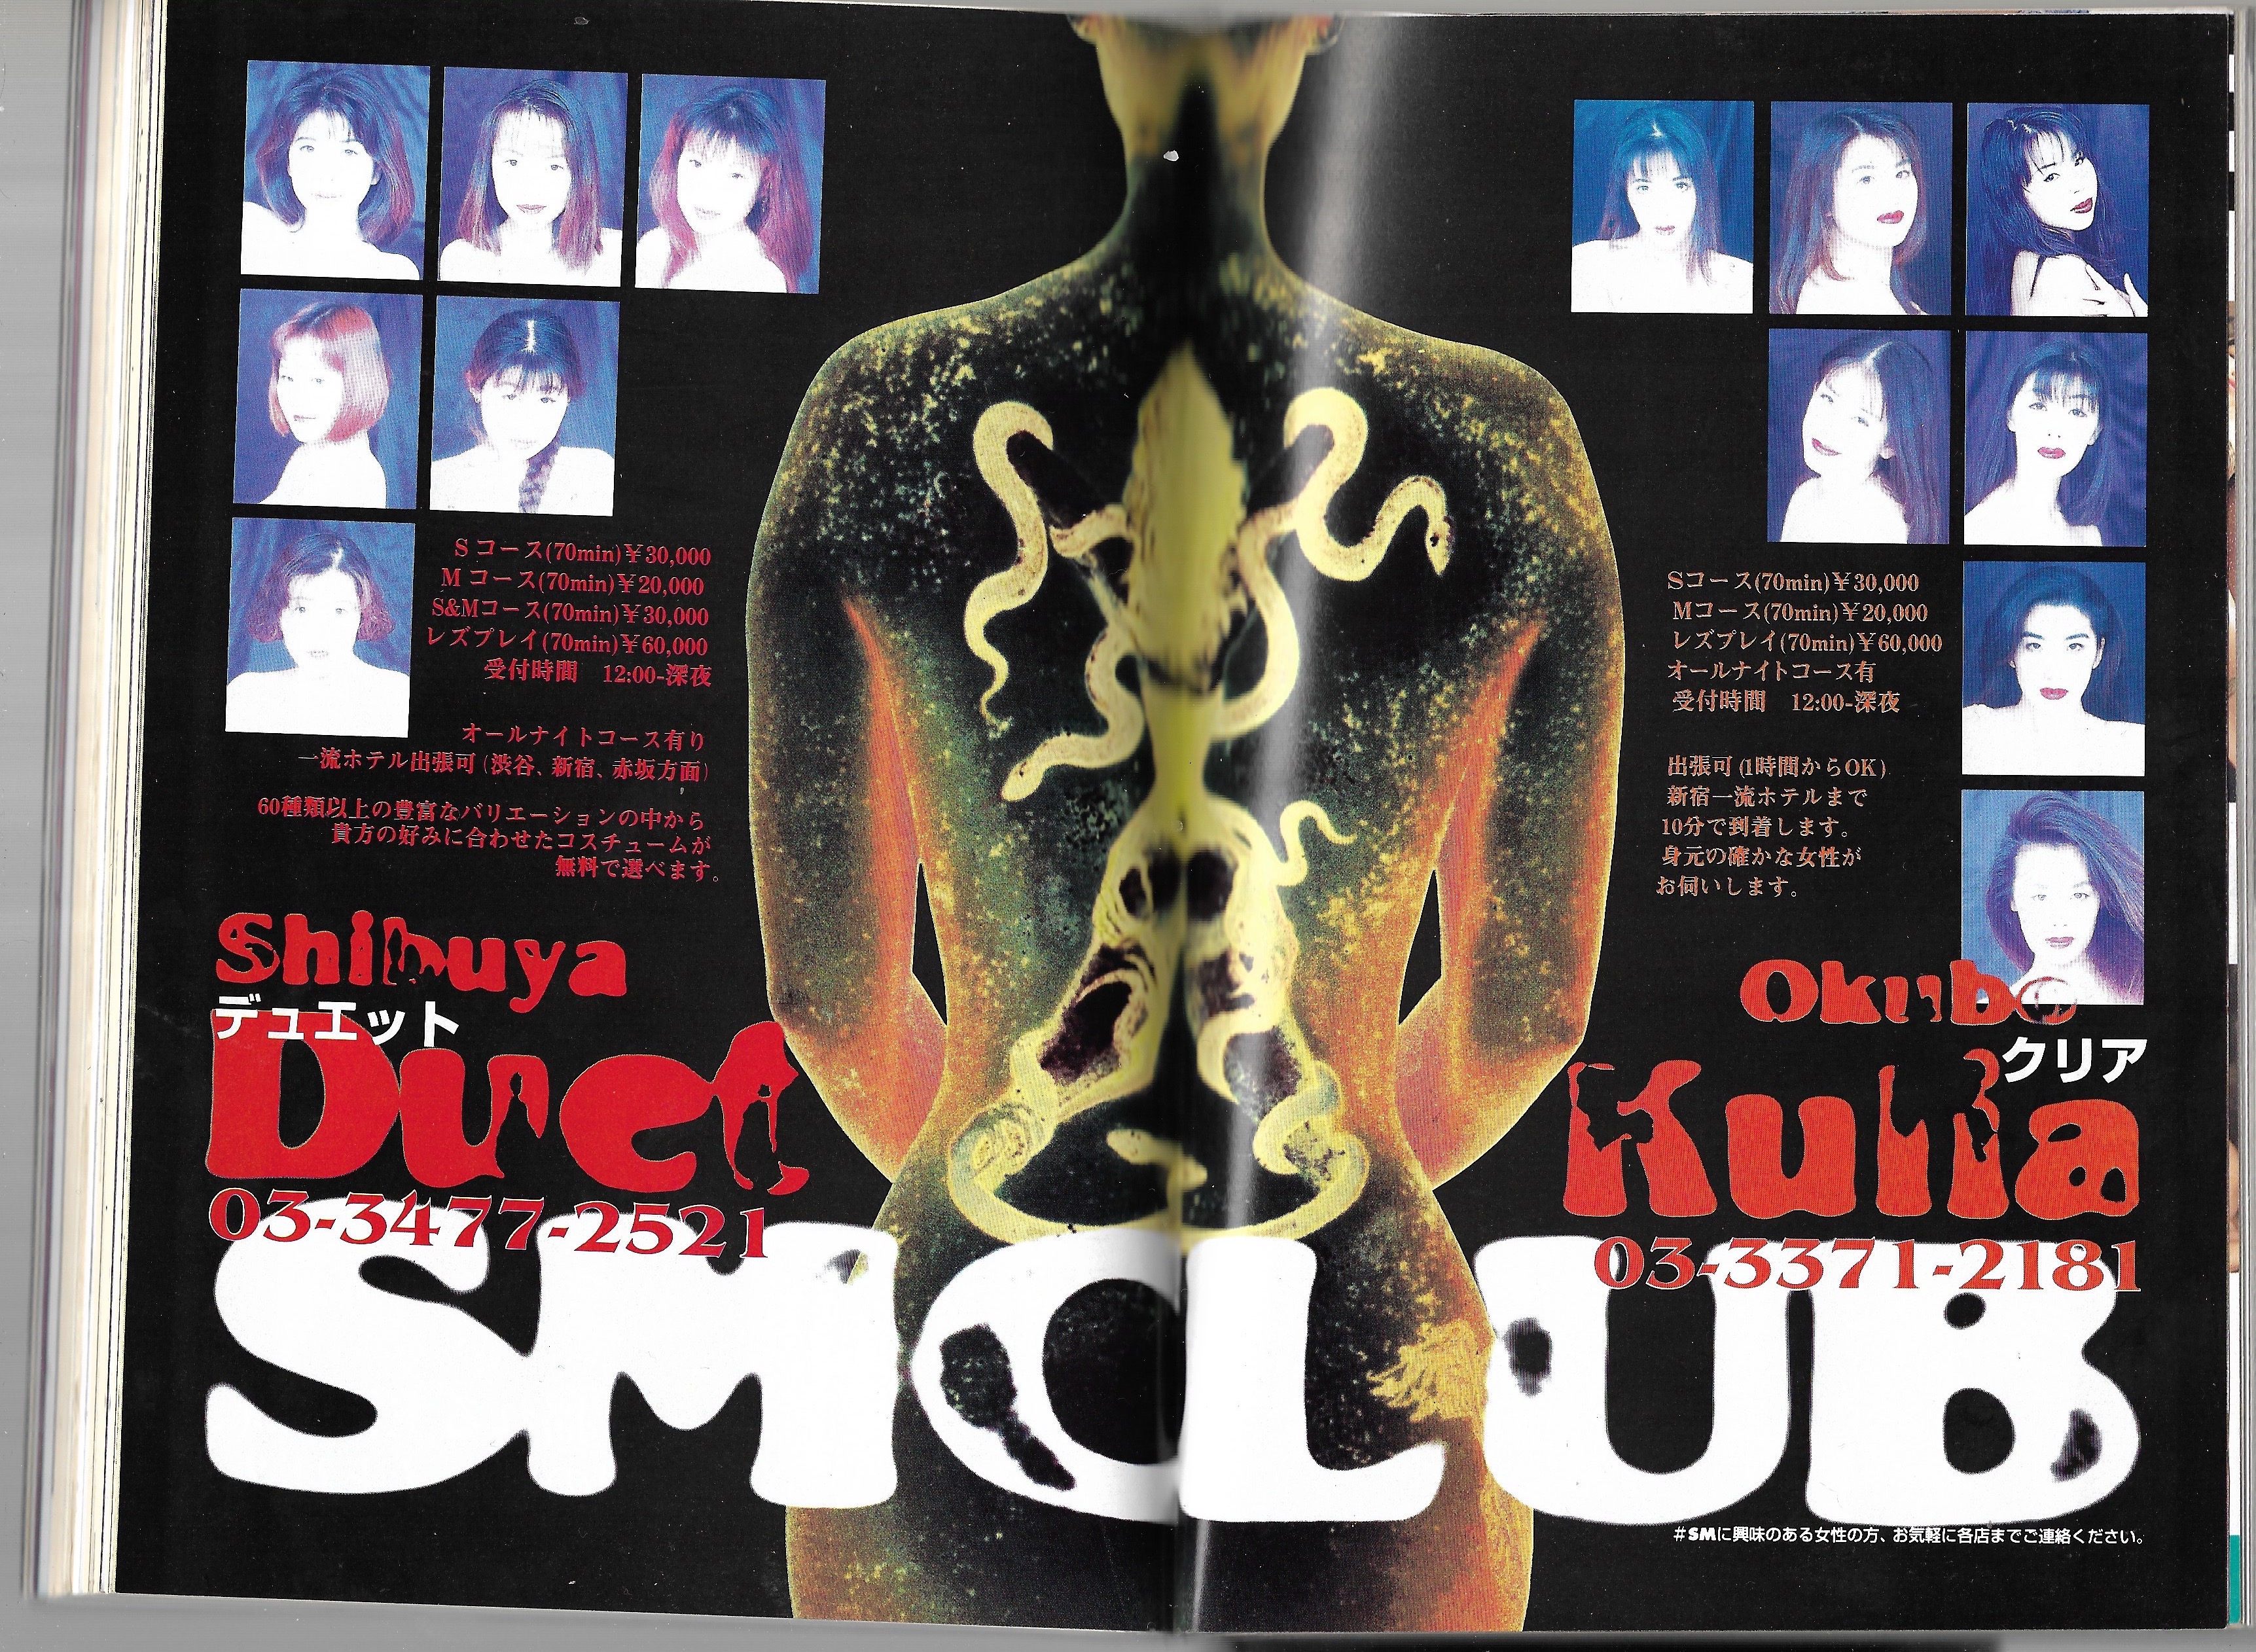 Sコース(70min)¥30,000
Mコース(70min)¥20,000
S&Mコース(70min)¥30,000
レズプレイ(70min)¥60,000
受付時間 12:00-深夜
オールナイトコース有り
一流ホテル出張可(渋谷、新宿、赤坂方面)
60種類以上の豊富なバリエーションの中から
貴方の好みに合わせたコスチュームが
無料で選べます。
Shibuya
デュエット
Duet
03-3477-2521
Sコース(70min)¥30,000
Mコース(70min)¥20,000
レズプレイ(70min)¥60,000
オールナイトコース有
受付時間 12:00-深夜
出張可(1時間からOK)
新宿一流ホテルまで
10分で到着します。
身元の確かな女性が
お伺いします。
Okubo
クリア
Kulia
03-3371-2181
SMCLUB
#SMに興味のある女性の方、お気軽に各店までご連絡ください。